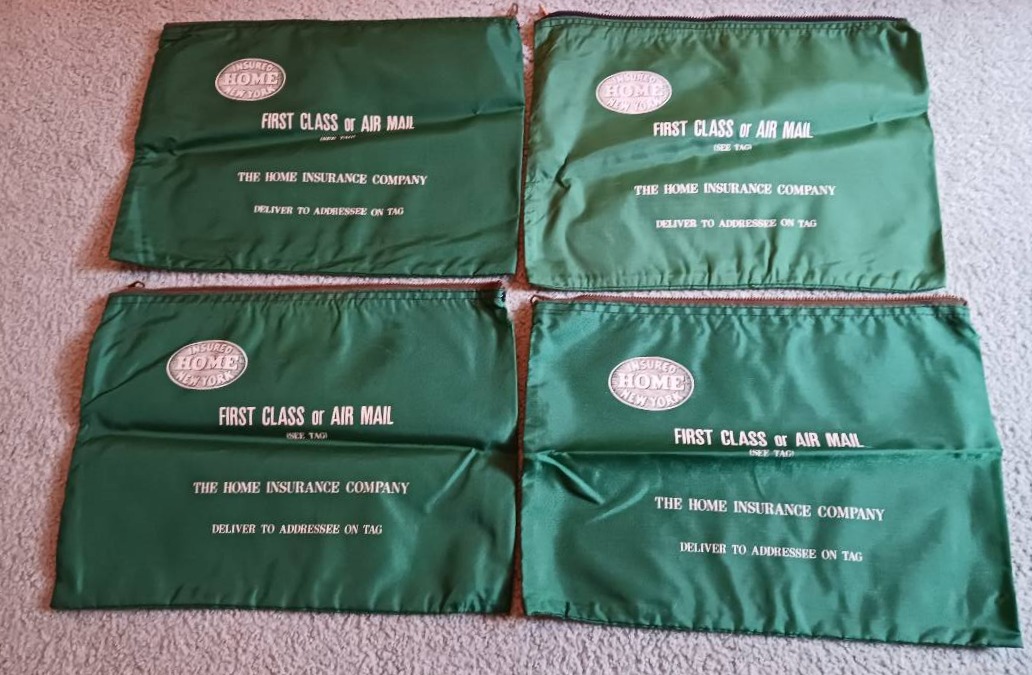 INSURED
HOME
NEW YORK
FIRST CLASS or AIR MAIL
THE HOME INSURANCE COMPANY
DELIVER TO ADDRESSEE ON TAG
INSURED
HOME
NEW YORK
FIRST CLASS or AIR MAIL
(SEE TAG)
THE HOME INSURANCE COMPANY
DELIVER TO ADDRESSEE ON TAG
INSURED
HOME
NEW YORK
FIRST CLASS or AIR MAIL
(SEE TAG)
THE HOME INSURANCE COMPANY
DELIVER TO ADDRESSEE ON TAG
INSURED
HOME
NEW YORK
FIRST CLASS or AIR MAIL
(SEE TAG)
THE HOME INSURANCE COMPANY
DELIVER TO ADDRESSEE ON TAG